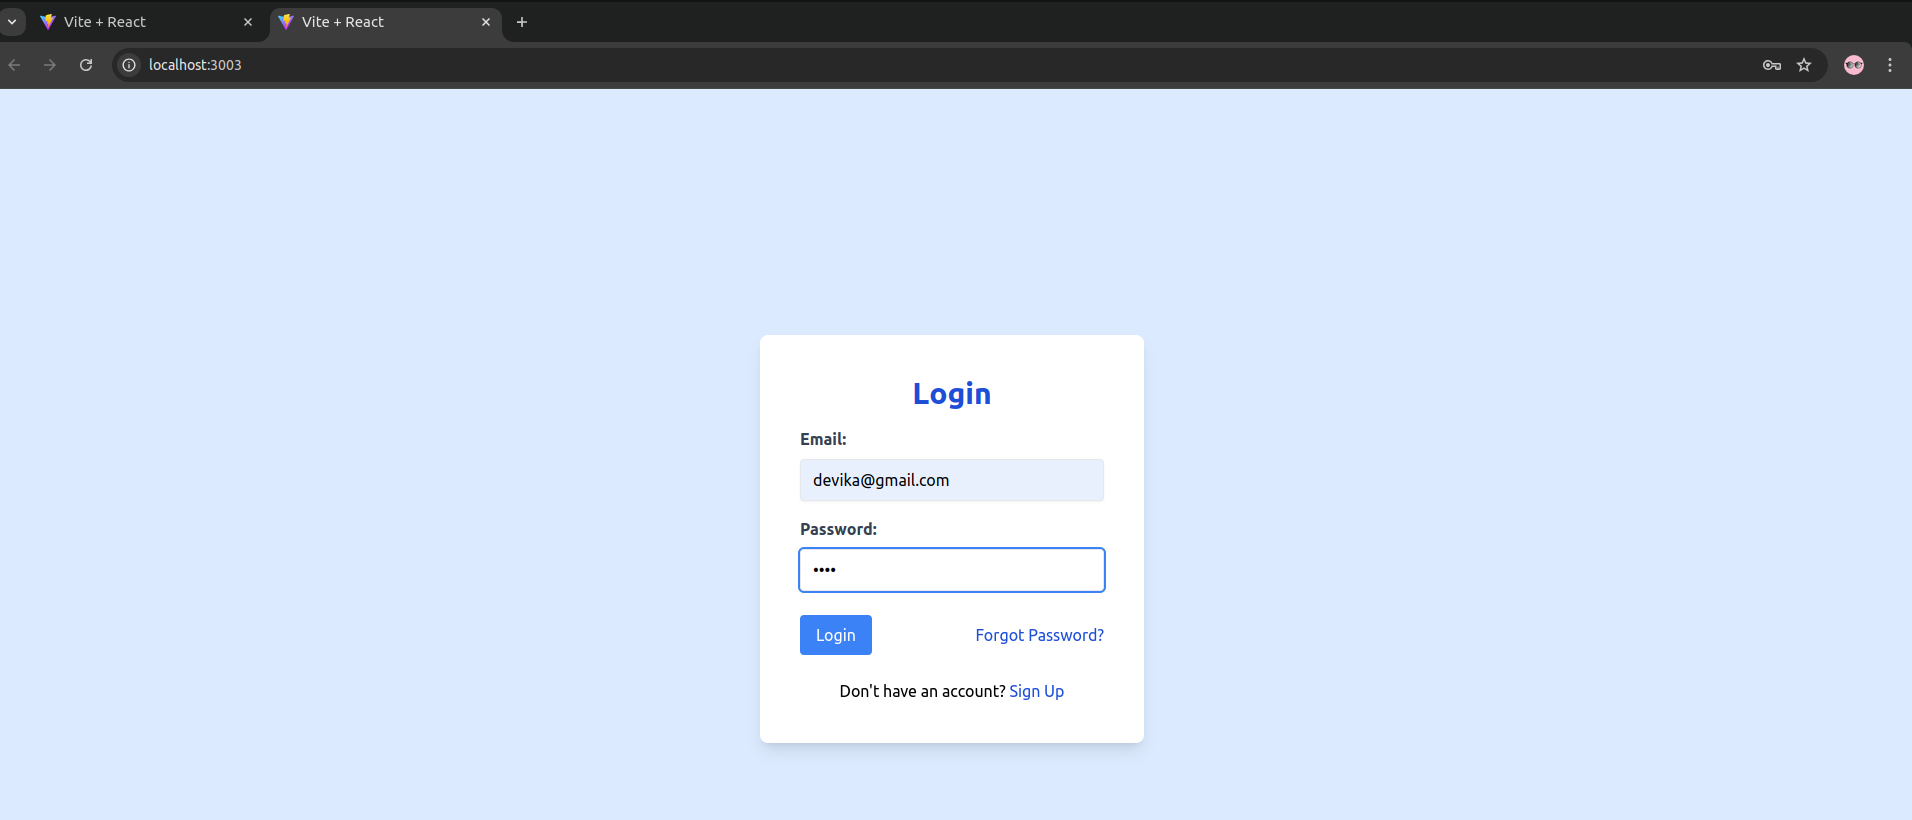 Vite + React
Vite + React
localhost:3003
Login
Email:
devika@gmail.com
Password:
••••
Login Forgot Password?
Don't have an account? Sign Up